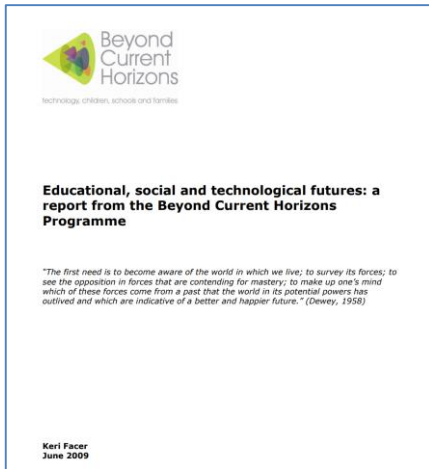 Beyond
Current
Horizons
technology, children, schools and families
Educational, social and technological futures: a
report from the Beyond Current Horizons
Programme
"The first need is to become aware of the world in which we live; to survey its forces; to
see the opposition in forces that are contending for mastery; to make up one's mind
which of these forces come from a past that the world in its potential powers has
outlived and which are indicative of a better and happier future." (Dewey, 1958)
Keri Facer
June 2009